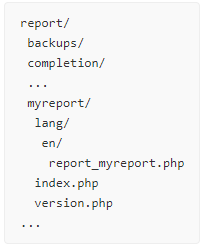 report/
 backups/
 completion/
 ...
 myreport/
  lang/
   en/
    report_myreport.php
  index.php
  version.php
...